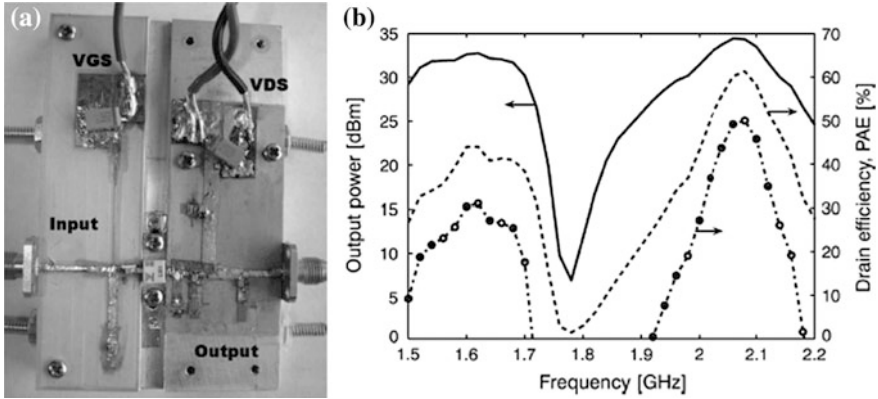 (a)
VGS
VDS
Input
Output
(b)
Output power [dBm]
35
30
25
20
15
10
5
0
Drain efficiency, PAE [%]
70
60
50
40
30
20
10
0
1.5
1.6
1.7
1.8
1.9
2
2.1
2.2
Frequency [GHz]